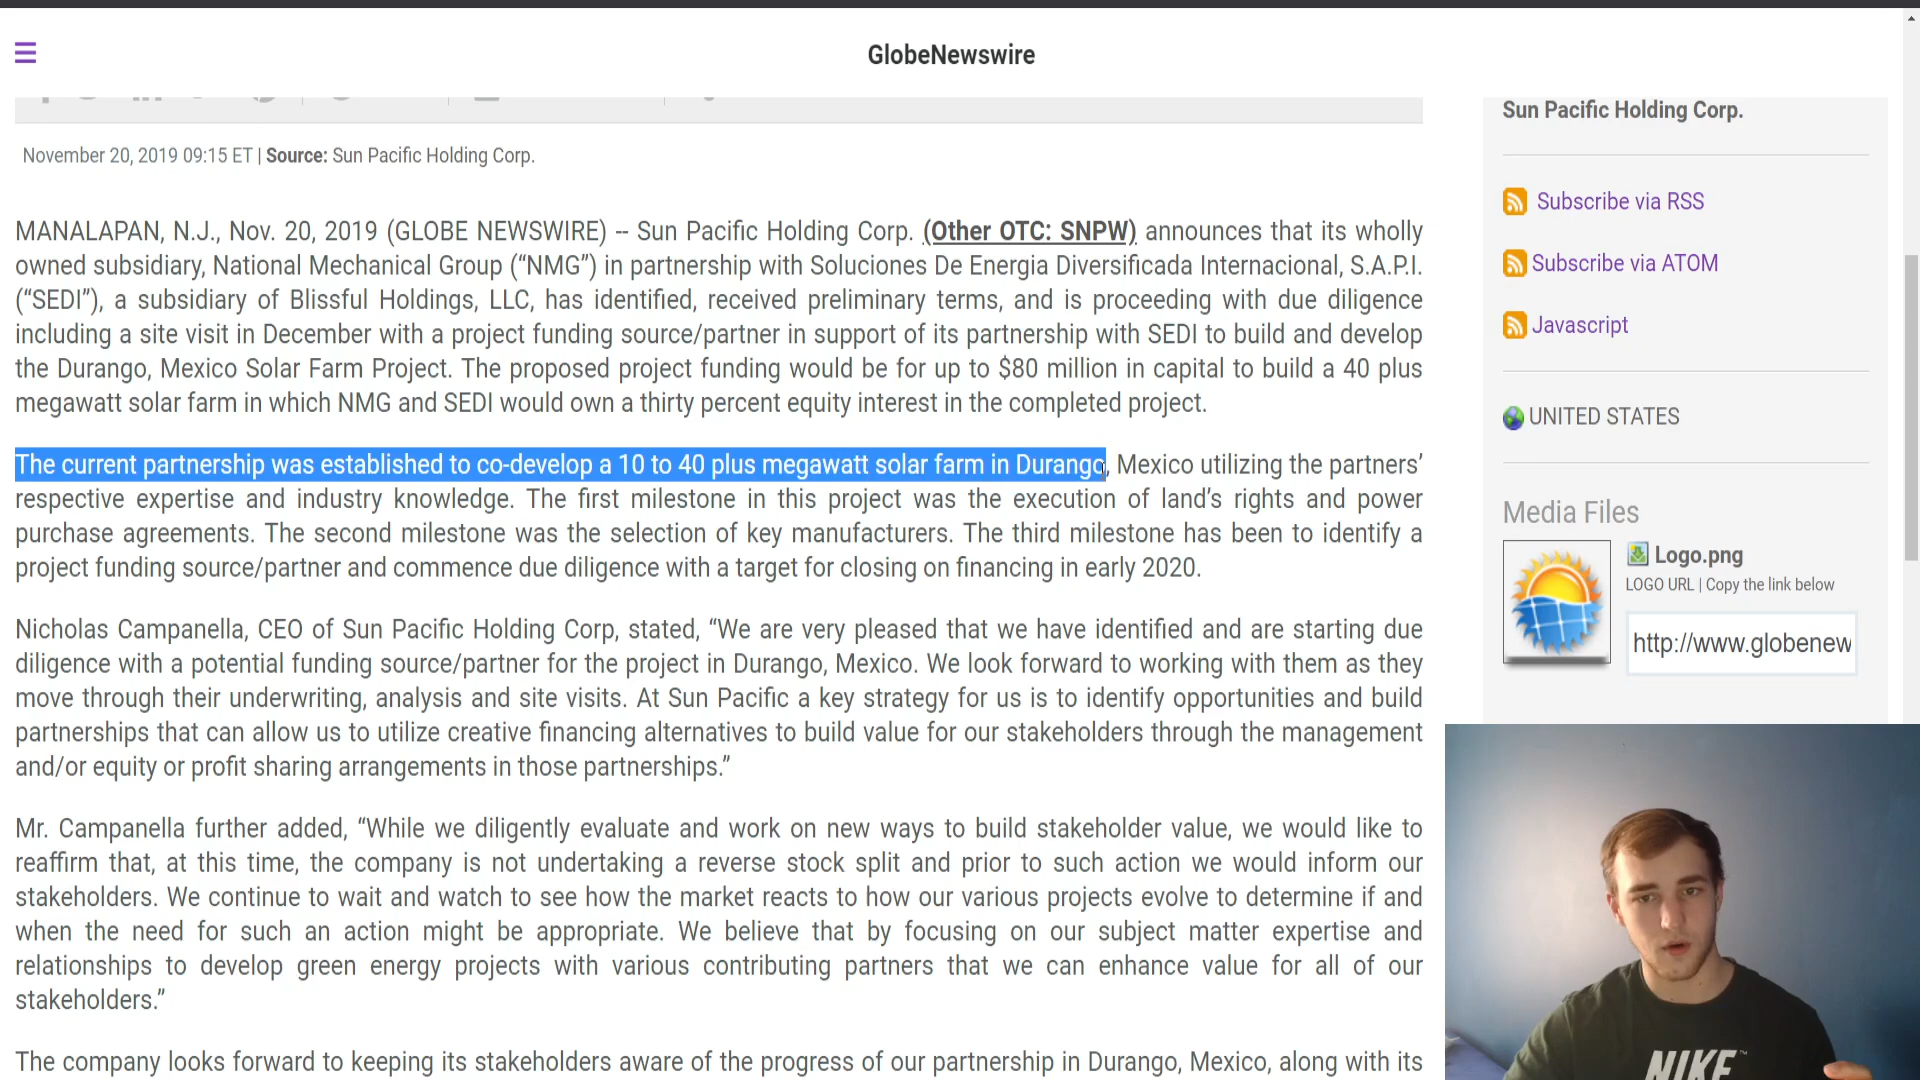 GlobeNewswire
November 20, 2019 09:15 ET | Source: Sun Pacific Holding Corp.
MANALAPAN, N.J., Nov. 20, 2019 (GLOBE NEWSWIRE) -- Sun Pacific Holding Corp. (Other OTC: SNPW) announces that its wholly
owned subsidiary, National Mechanical Group (“NMG”) in partnership with Soluciones De Energia Diversificada Internacional, S.A.P.I.
(“SEDI”), a subsidiary of Blissful Holdings, LLC, has identified, received preliminary terms, and is proceeding with due diligence
including a site visit in December with a project funding source/partner in support of its partnership with SEDI to build and develop
the Durango, Mexico Solar Farm Project. The proposed project funding would be for up to $80 million in capital to build a 40 plus
megawatt solar farm in which NMG and SEDI would own a thirty percent equity interest in the completed project.
The current partnership was established to co-develop a 10 to 40 plus megawatt solar farm in Durango, Mexico utilizing the partners’
respective expertise and industry knowledge. The first milestone in this project was the execution of land’s rights and power
purchase agreements. The second milestone was the selection of key manufacturers. The third milestone has been to identify a
project funding source/partner and commence due diligence with a target for closing on financing in early 2020.
Nicholas Campanella, CEO of Sun Pacific Holding Corp, stated, “We are very pleased that we have identified and are starting due
diligence with a potential funding source/partner for the project in Durango, Mexico. We look forward to working with them as they
move through their underwriting, analysis and site visits. At Sun Pacific a key strategy for us is to identify opportunities and build
partnerships that can allow us to utilize creative financing alternatives to build value for our stakeholders through the management
and/or equity or profit sharing arrangements in those partnerships.”
Mr. Campanella further added, “While we diligently evaluate and work on new ways to build stakeholder value, we would like to
reaffirm that, at this time, the company is not undertaking a reverse stock split and prior to such action we would inform our
stakeholders. We continue to wait and watch to see how the market reacts to how our various projects evolve to determine if and
when the need for such an action might be appropriate. We believe that by focusing on our subject matter expertise and
relationships to develop green energy projects with various contributing partners that we can enhance value for all of our
stakeholders.”
The company looks forward to keeping its stakeholders aware of the progress of our partnership in Durango, Mexico, along with its
Sun Pacific Holding Corp.
Subscribe via RSS
Subscribe via ATOM
Javascript
UNITED STATES
Media Files
Logo.png
LOGO URL | Copy the link below
http://www.globenew
NIKE™